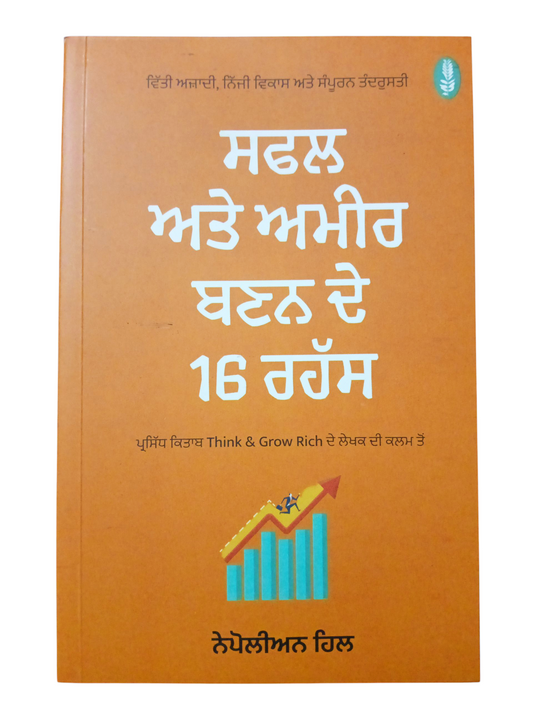 ਵਿੱਤੀ ਅਜ਼ਾਦੀ, ਨਿੱਜੀ ਵਿਕਾਸ ਅਤੇ ਸੰਪੂਰਨ ਤੰਦਰੁਸਤੀ
ਸਫਲ
ਅਤੇ ਅਮੀਰ
ਬਣਨ ਦੇ
16 ਰਹੱਸ
ਪ੍ਰਸਿੱਧ ਕਿਤਾਬ Think & Grow Rich ਦੇ ਲੇਖਕ ਦੀ ਕਲਮ ਤੋਂ
ਨੇਪੋਲੀਅਨ ਹਿਲ